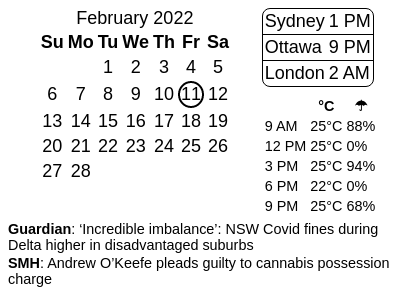 February 2022
Su Mo Tu We Th Fr Sa
1 2 3 4 5
6 7 8 9 10 11 12
13 14 15 16 17 18 19
20 21 22 23 24 25 26
27 28
Sydney 1 PM
Ottawa 9 PM
London 2 AM
°C ☂
9 AM 25°C 88%
12 PM 25°C 0%
3 PM 25°C 94%
6 PM 22°C 0%
9 PM 25°C 68%
Guardian: ‘Incredible imbalance’: NSW Covid fines during
Delta higher in disadvantaged suburbs
SMH: Andrew O’Keefe pleads guilty to cannabis possession
charge